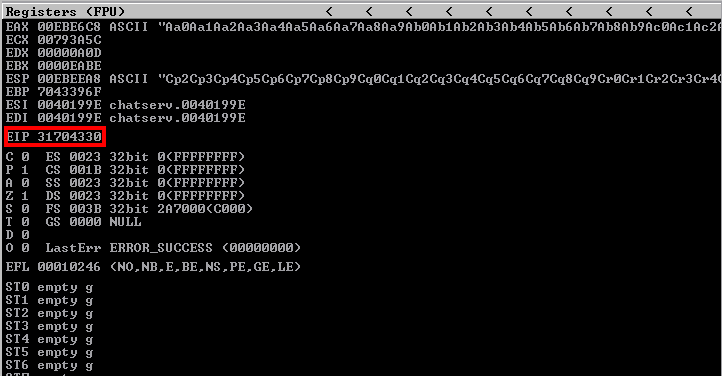 Registers (FPU) < < < < < < < < < <
EAX 00EBE6C8 ASCII "Aa0Aa1Aa2Aa3Aa4Aa5Aa6Aa7Aa8Aa9Ab0Ab1Ab2Ab3Ab4Ab5Ab6Ab7Ab8Ab9Ac0Ac1Ac2A
ECX 00793A5C
EDX 00000A0D
EBX 0000EABE
ESP 00EBEEA8 ASCII "Cp2Cp3Cp4Cp5Cp6Cp7Cp8Cp9Cq0Cq1Cq2Cq3Cq4Cq5Cq6Cq7Cq8Cq9Cr0Cr1Cr2Cr3Cr4C
EBP 7043396F
ESI 0040199E chatserv.0040199E
EDI 0040199E chatserv.0040199E
EIP 31704330
C 0 ES 0023 32bit 0(FFFFFFFF)
P 1 CS 001B 32bit 0(FFFFFFFF)
A 0 SS 0023 32bit 0(FFFFFFFF)
Z 1 DS 0023 32bit 0(FFFFFFFF)
S 0 FS 003B 32bit 2A7000(C000)
T 0 GS 0000 NULL
D 0
O 0 LastErr ERROR_SUCCESS (00000000)
EFL 00010246 (NO,NB,E,BE,NS,PE,GE,LE)
ST0 empty g
ST1 empty g
ST2 empty g
ST3 empty g
ST4 empty g
ST5 empty g
ST6 empty g